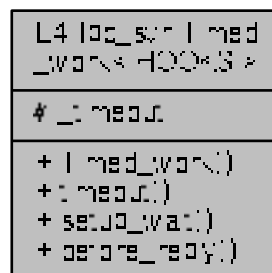 L4::Ipc_svr::Timed
_work< HOOKS >
# _timeout
+ Timed_work()
+ timeout()
+ setup_wait()
+ before_reply()